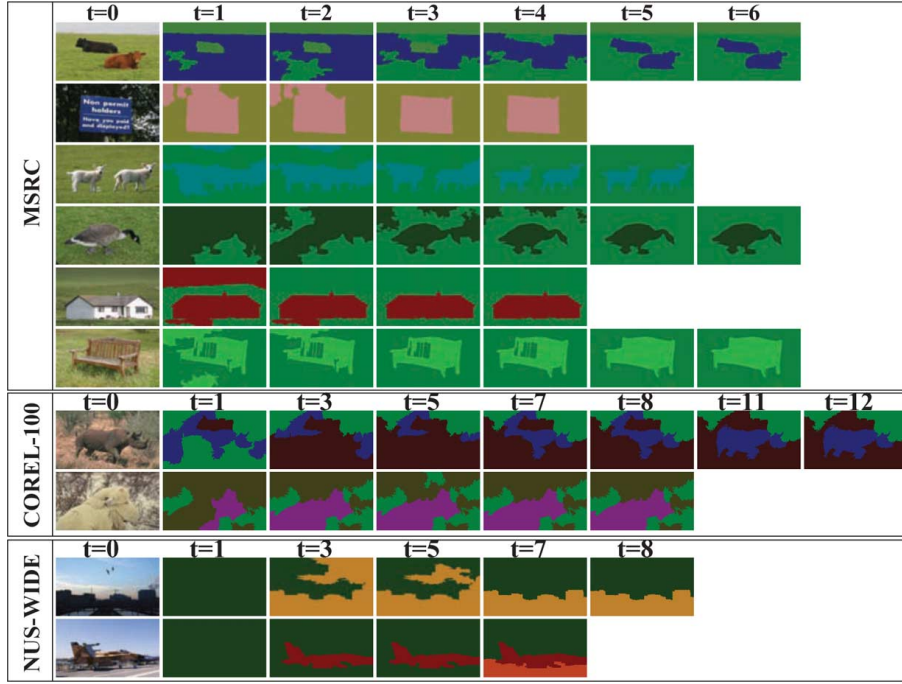 t=0 t=1 t=2 t=3 t=4 t=5 t=6
MSRC
Non permit
holders
Have you paid
and displayed?
t=0 t=1 t=3 t=5 t=7 t=8 t=11 t=12
COREL-100
t=0 t=1 t=3 t=5 t=7 t=8
NUS-WIDE